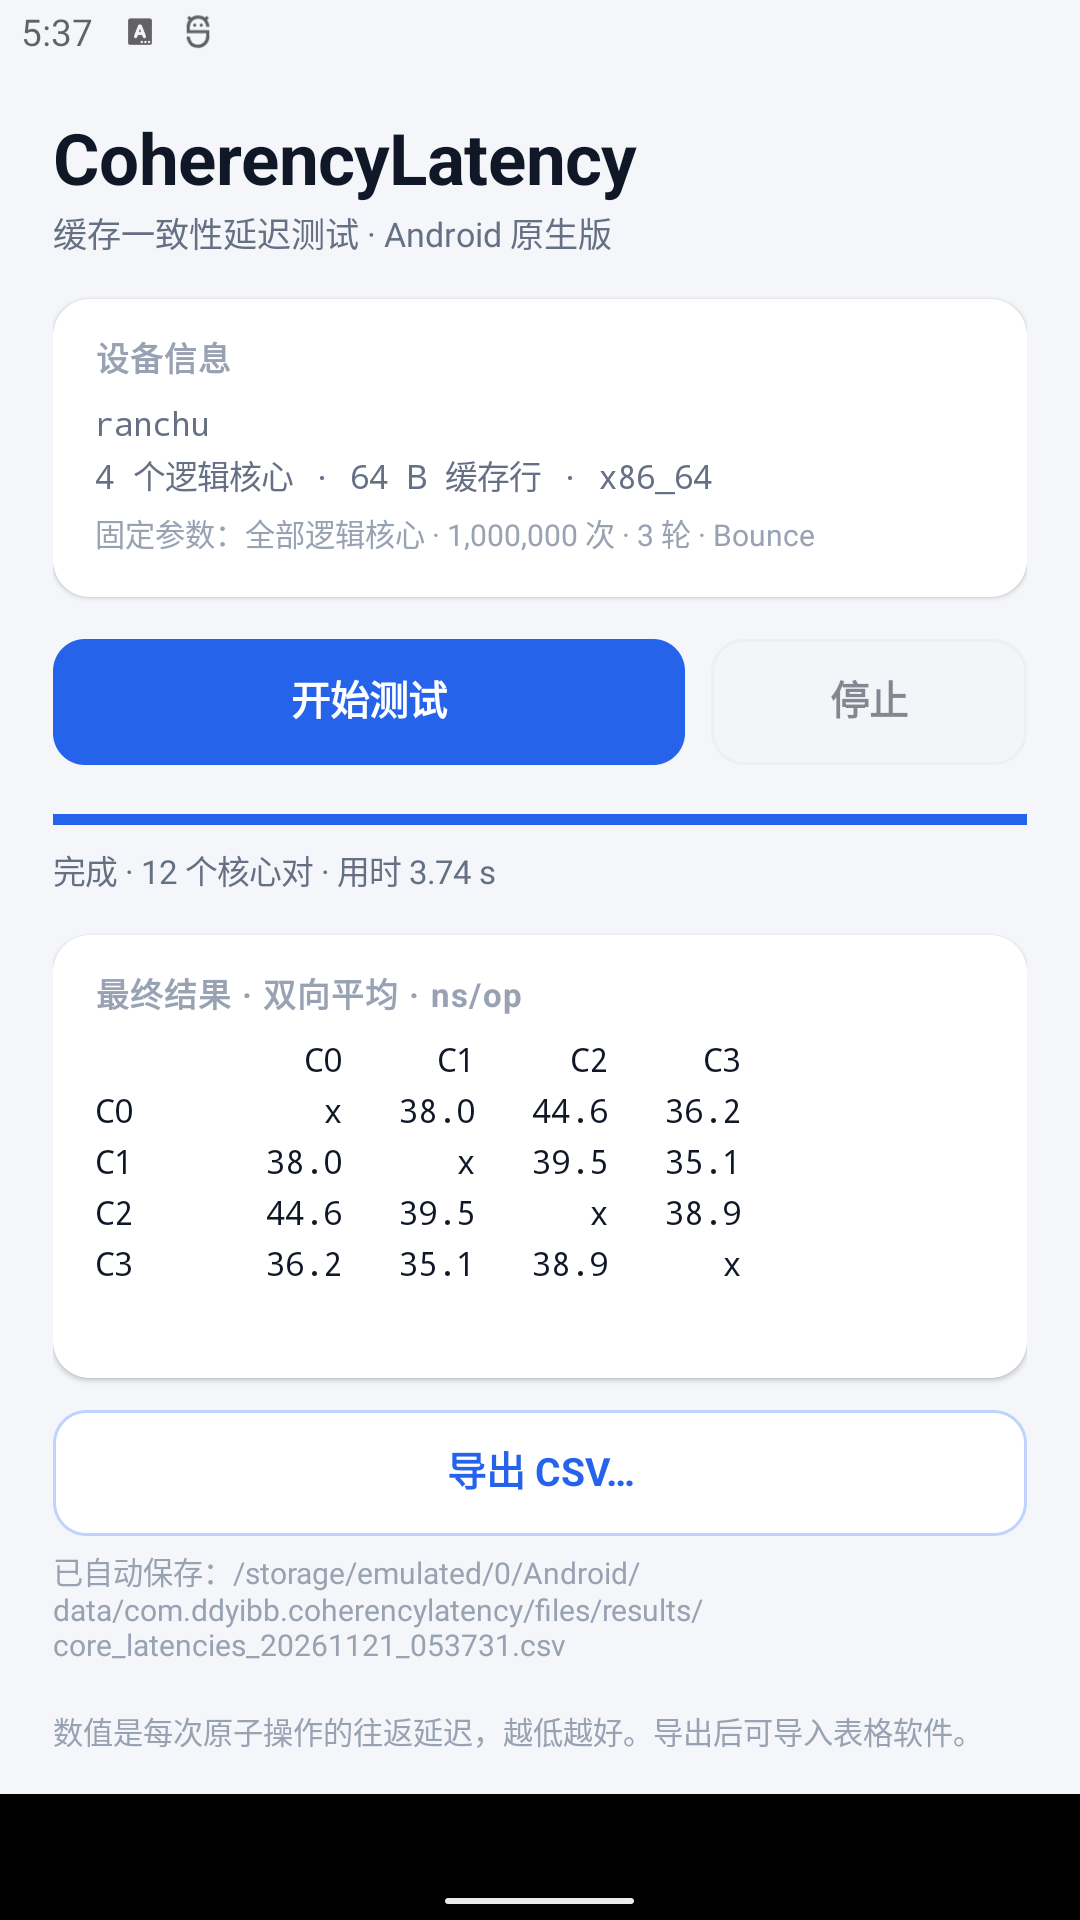 5:37
CoherencyLatency
缓存一致性延迟测试 · Android 原生版
设备信息
ranchu
4 个逻辑核心 · 64 B 缓存行 · x86_64
固定参数：全部逻辑核心 · 1,000,000 次 · 3 轮 · Bounce
开始测试 停止
完成 · 12 个核心对 · 用时 3.74 s
最终结果 · 双向平均 · ns/op
C0 C1 C2 C3
C0 x 38.0 44.6 36.2
C1 38.0 x 39.5 35.1
C2 44.6 39.5 x 38.9
C3 36.2 35.1 38.9 x
导出 CSV…
已自动保存：/storage/emulated/0/Android/
data/com.ddyibb.coherencylatency/files/results/
core_latencies_20261121_053731.csv
数值是每次原子操作的往返延迟，越低越好。导出后可导入表格软件。